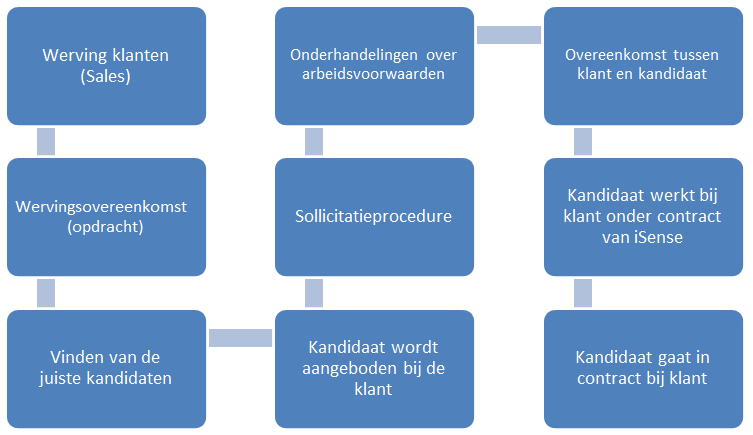 Werving klanten
(Sales)
Wervingsovereenkomst
(opdracht)
Vinden van de
juiste kandidaten
Kandidaat wordt
aangeboden bij de
klant
Sollicitatieprocedure
Onderhandelingen over
arbeidsvoorwaarden
Overeenkomst tussen
klant en kandidaat
Kandidaat werkt bij
klant onder contract
van iSense
Kandidaat gaat in
contract bij klant